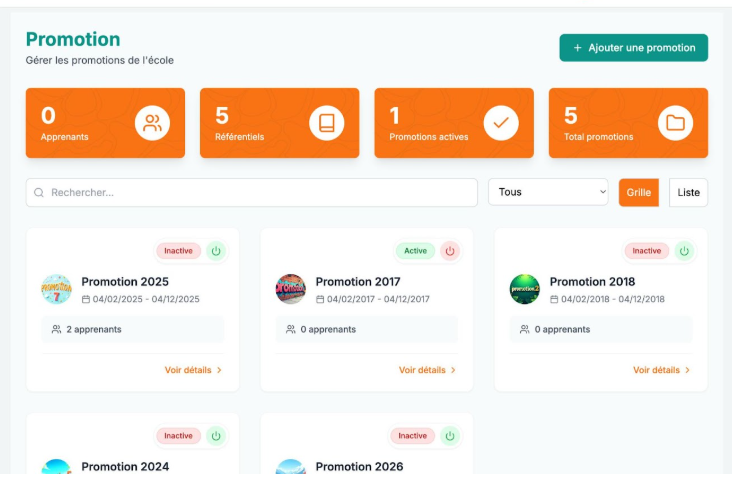 Promotion
Gérer les promotions de l'école
+ Ajouter une promotion
0
Apprenants
5
Référentiels
1
Promotions actives
5
Total promotions
Rechercher...
Tous
Grille
Liste
Inactive
PROMOTION
7
Promotion 2025
04/02/2025 - 04/12/2025
2 apprenants
Voir détails >
Active
Promotion 2017
04/02/2017 - 04/12/2017
0 apprenants
Voir détails >
Inactive
Promotion 2018
04/02/2018 - 04/12/2018
0 apprenants
Voir détails >
Inactive
Promotion 2024
Inactive
Promotion 2026